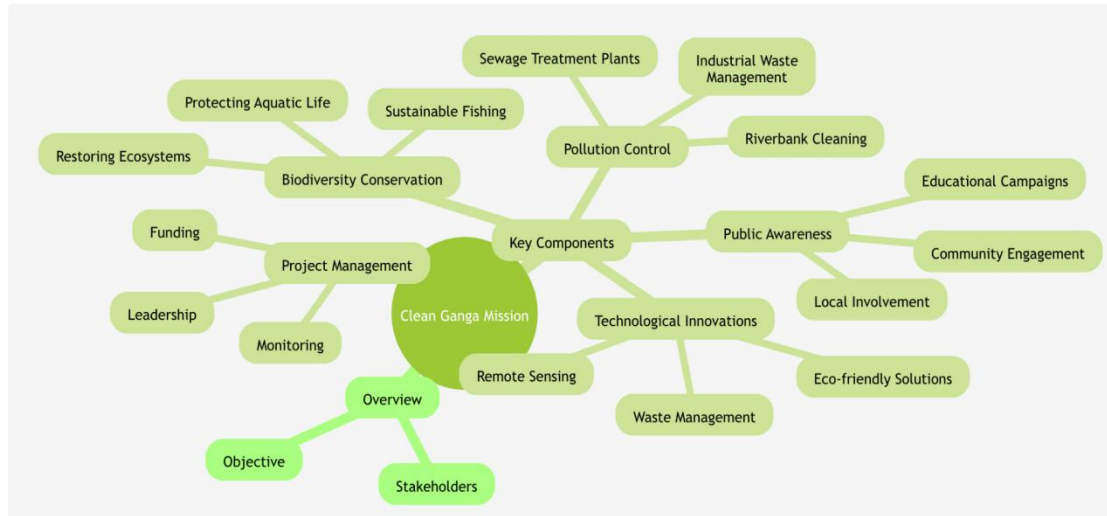 Sewage Treatment Plants
Industrial Waste
Management
Protecting Aquatic Life
Sustainable Fishing
Riverbank Cleaning
Restoring Ecosystems
Pollution Control
Biodiversity Conservation
Educational Campaigns
Funding
Key Components
Public Awareness
Community Engagement
Project Management
Leadership
Clean Ganga Mission
Technological Innovations
Local Involvement
Monitoring
Remote Sensing
Eco-friendly Solutions
Overview
Waste Management
Objective
Stakeholders